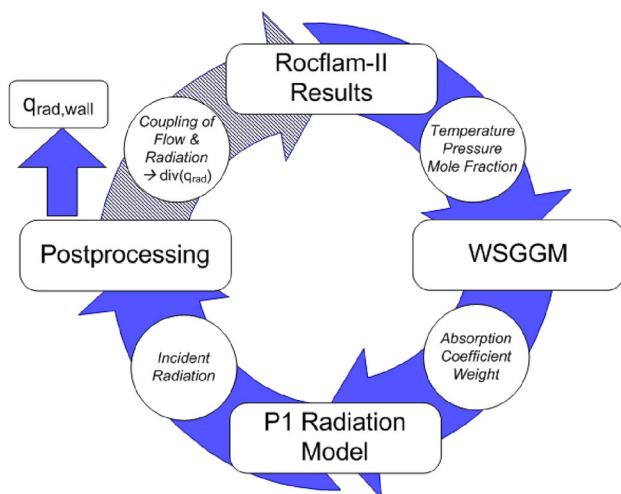 Rocflam-II
Results
q_rad,wall
Coupling of
Flow &
Radiation
→ div(q_rad)
Temperature
Pressure
Mole Fraction
Postprocessing
WSGGM
Incident
Radiation
Absorption
Coefficient
Weight
P1 Radiation
Model